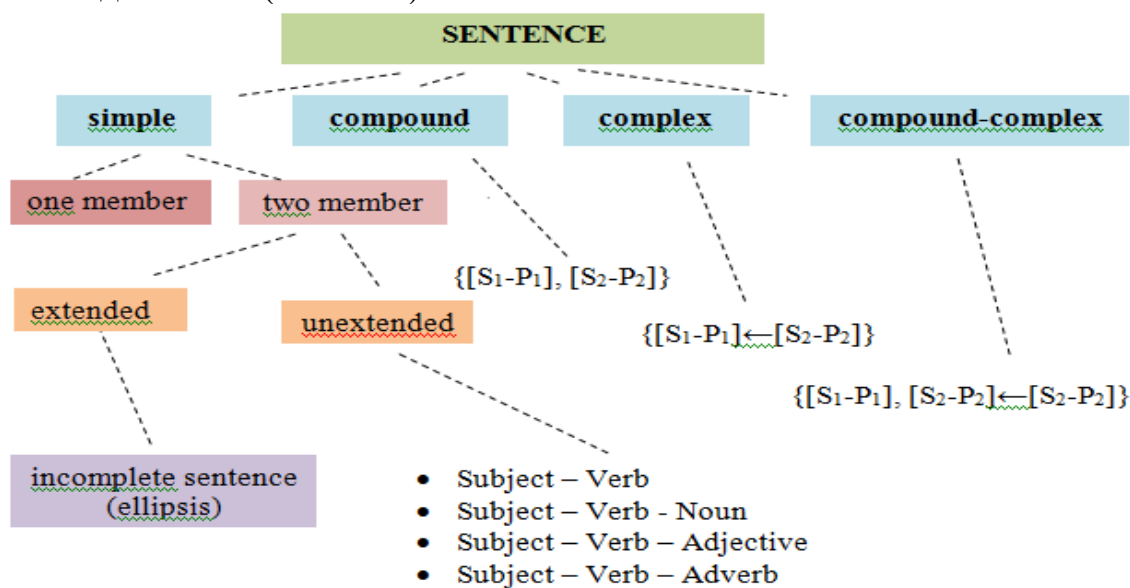 SENTENCE
simple
compound
complex
compound-complex
one member
two member
{[S₁-P₁], [S₂-P₂]}
extended
unextended
{[S₁-P₁]←[S₂-P₂]}
{[S₁-P₁], [S₂-P₂]←[S₂-P₂]}
incomplete sentence
(ellipsis)
• Subject – Verb
• Subject – Verb - Noun
• Subject – Verb – Adjective
• Subject – Verb – Adverb